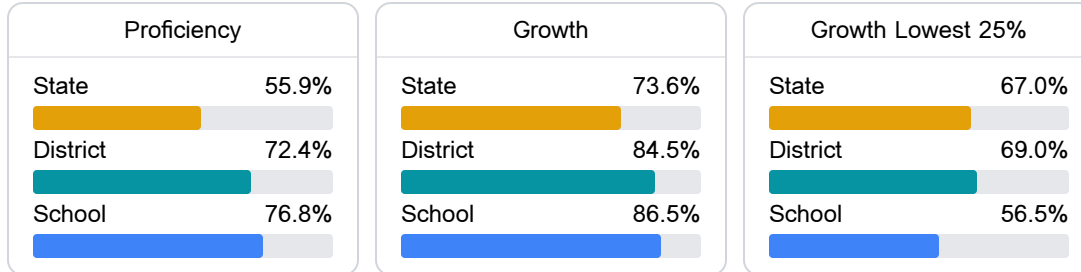 Proficiency
State 55.9%
District 72.4%
School 76.8%
Growth
State 73.6%
District 84.5%
School 86.5%
Growth Lowest 25%
State 67.0%
District 69.0%
School 56.5%